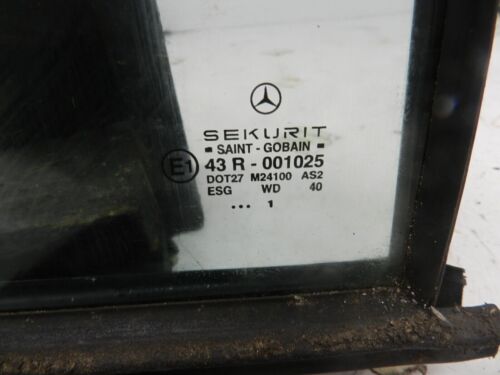 SEKURIT
▪ SAINT - GOBAIN ▪
E1 43 R - 001025
DOT27 M24100 AS2
ESG WD 40
... 1